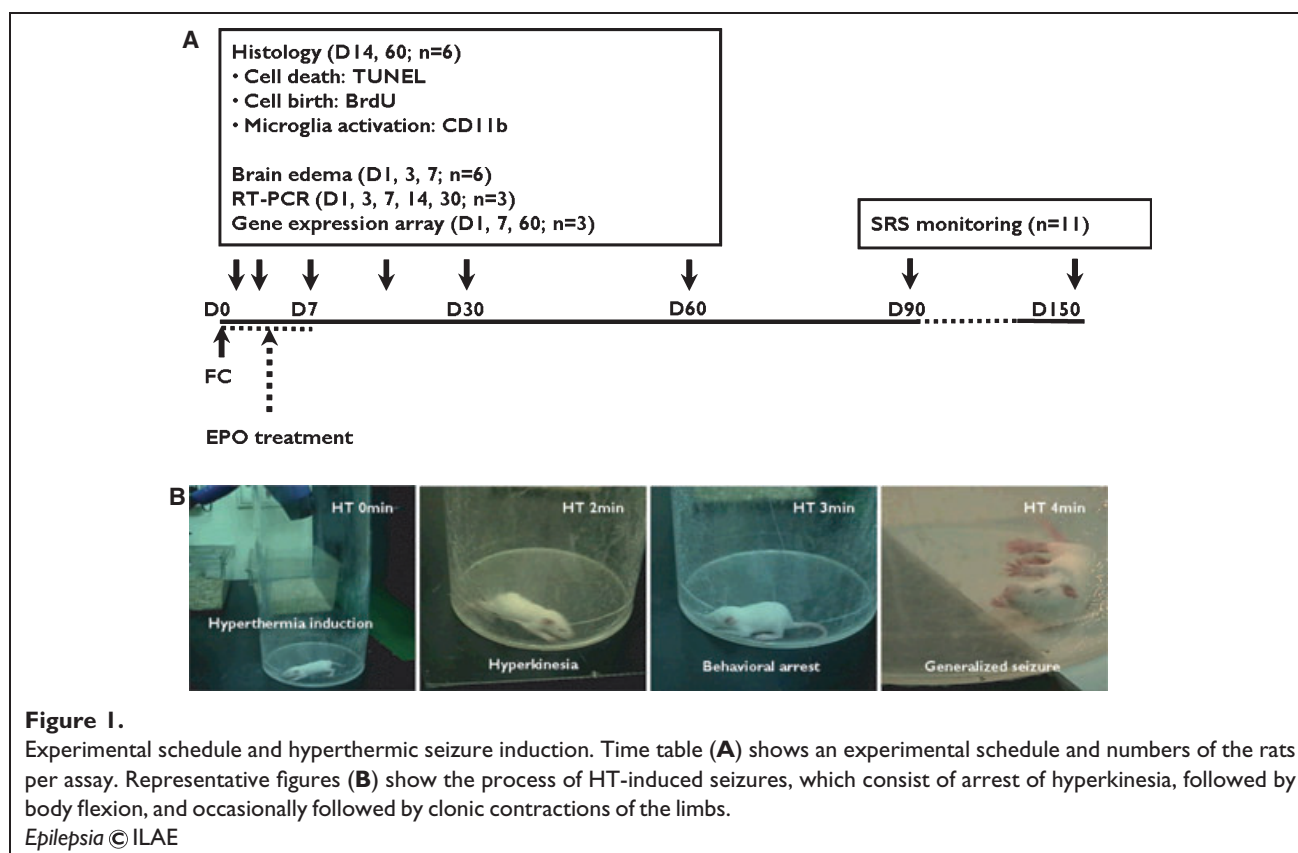 A
Histology (D14, 60; n=6)
• Cell death: TUNEL
• Cell birth: BrdU
• Microglia activation: CD11b
Brain edema (D1, 3, 7; n=6)
RT-PCR (D1, 3, 7, 14, 30; n=3)
Gene expression array (D1, 7, 60; n=3)
SRS monitoring (n=11)
D0 D7 D30 D60 D90 D150
FC
EPO treatment
B
HT 0min HT 2min HT 3min HT 4min
Hyperthermia induction Hyperkinesia Behavioral arrest Generalized seizure
Figure 1.
Experimental schedule and hyperthermic seizure induction. Time table (A) shows an experimental schedule and numbers of the rats
per assay. Representative figures (B) show the process of HT-induced seizures, which consist of arrest of hyperkinesia, followed by
body flexion, and occasionally followed by clonic contractions of the limbs.
Epilepsia © ILAE